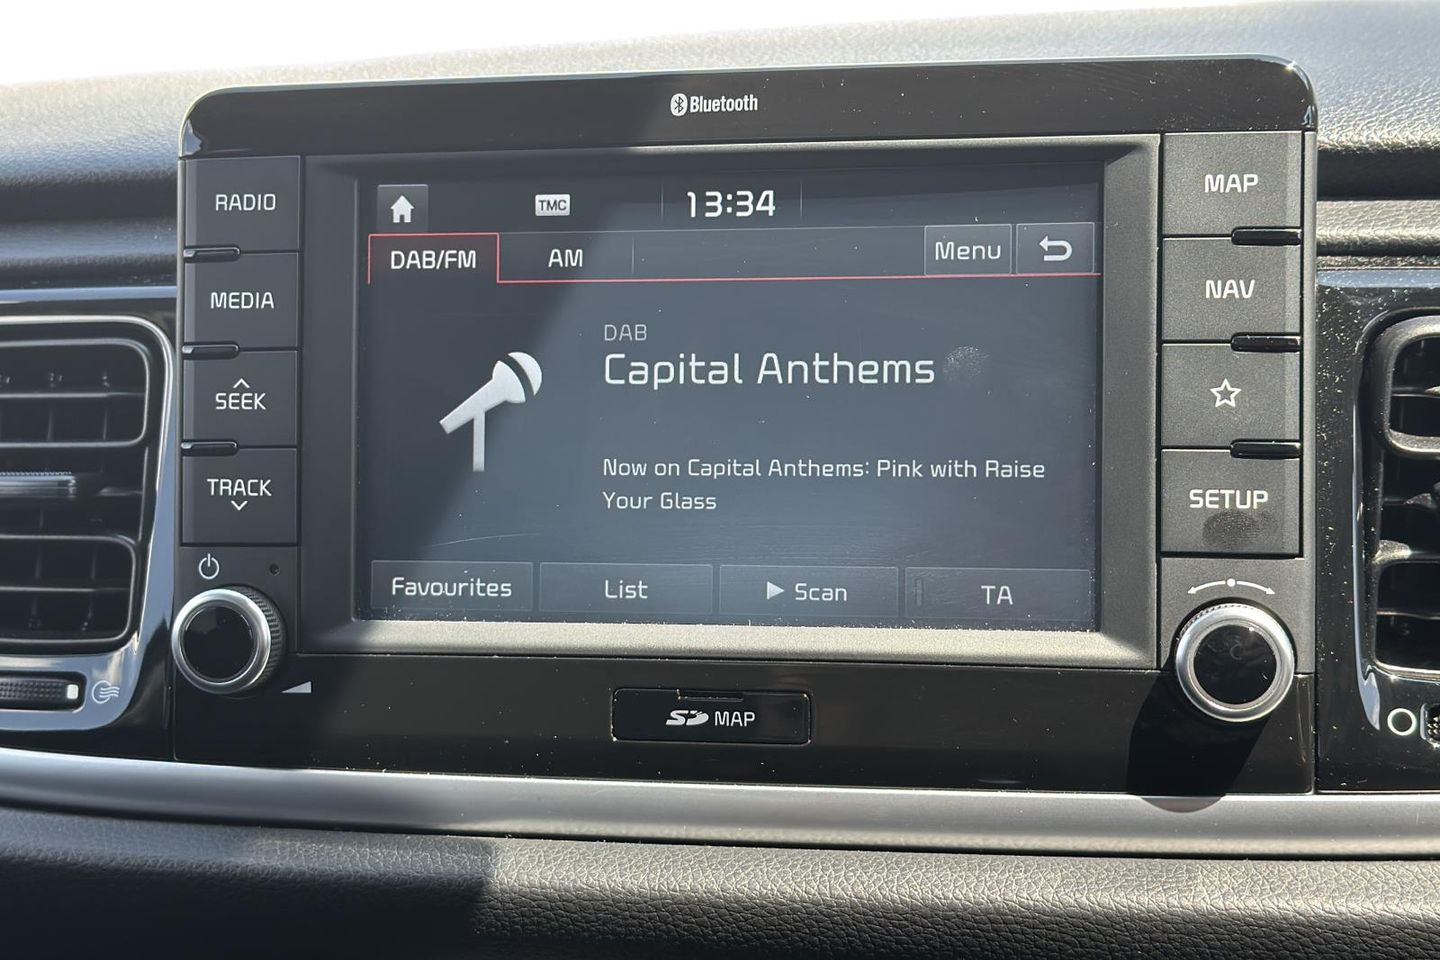 Bluetooth
RADIO
MEDIA
SEEK
TRACK
TMC
13:34
DAB/FM
AM
Menu
DAB
Capital Anthems
Now on Capital Anthems: Pink with Raise
Your Glass
Favourites
List
Scan
TA
MAP
NAV
SETUP
SD MAP